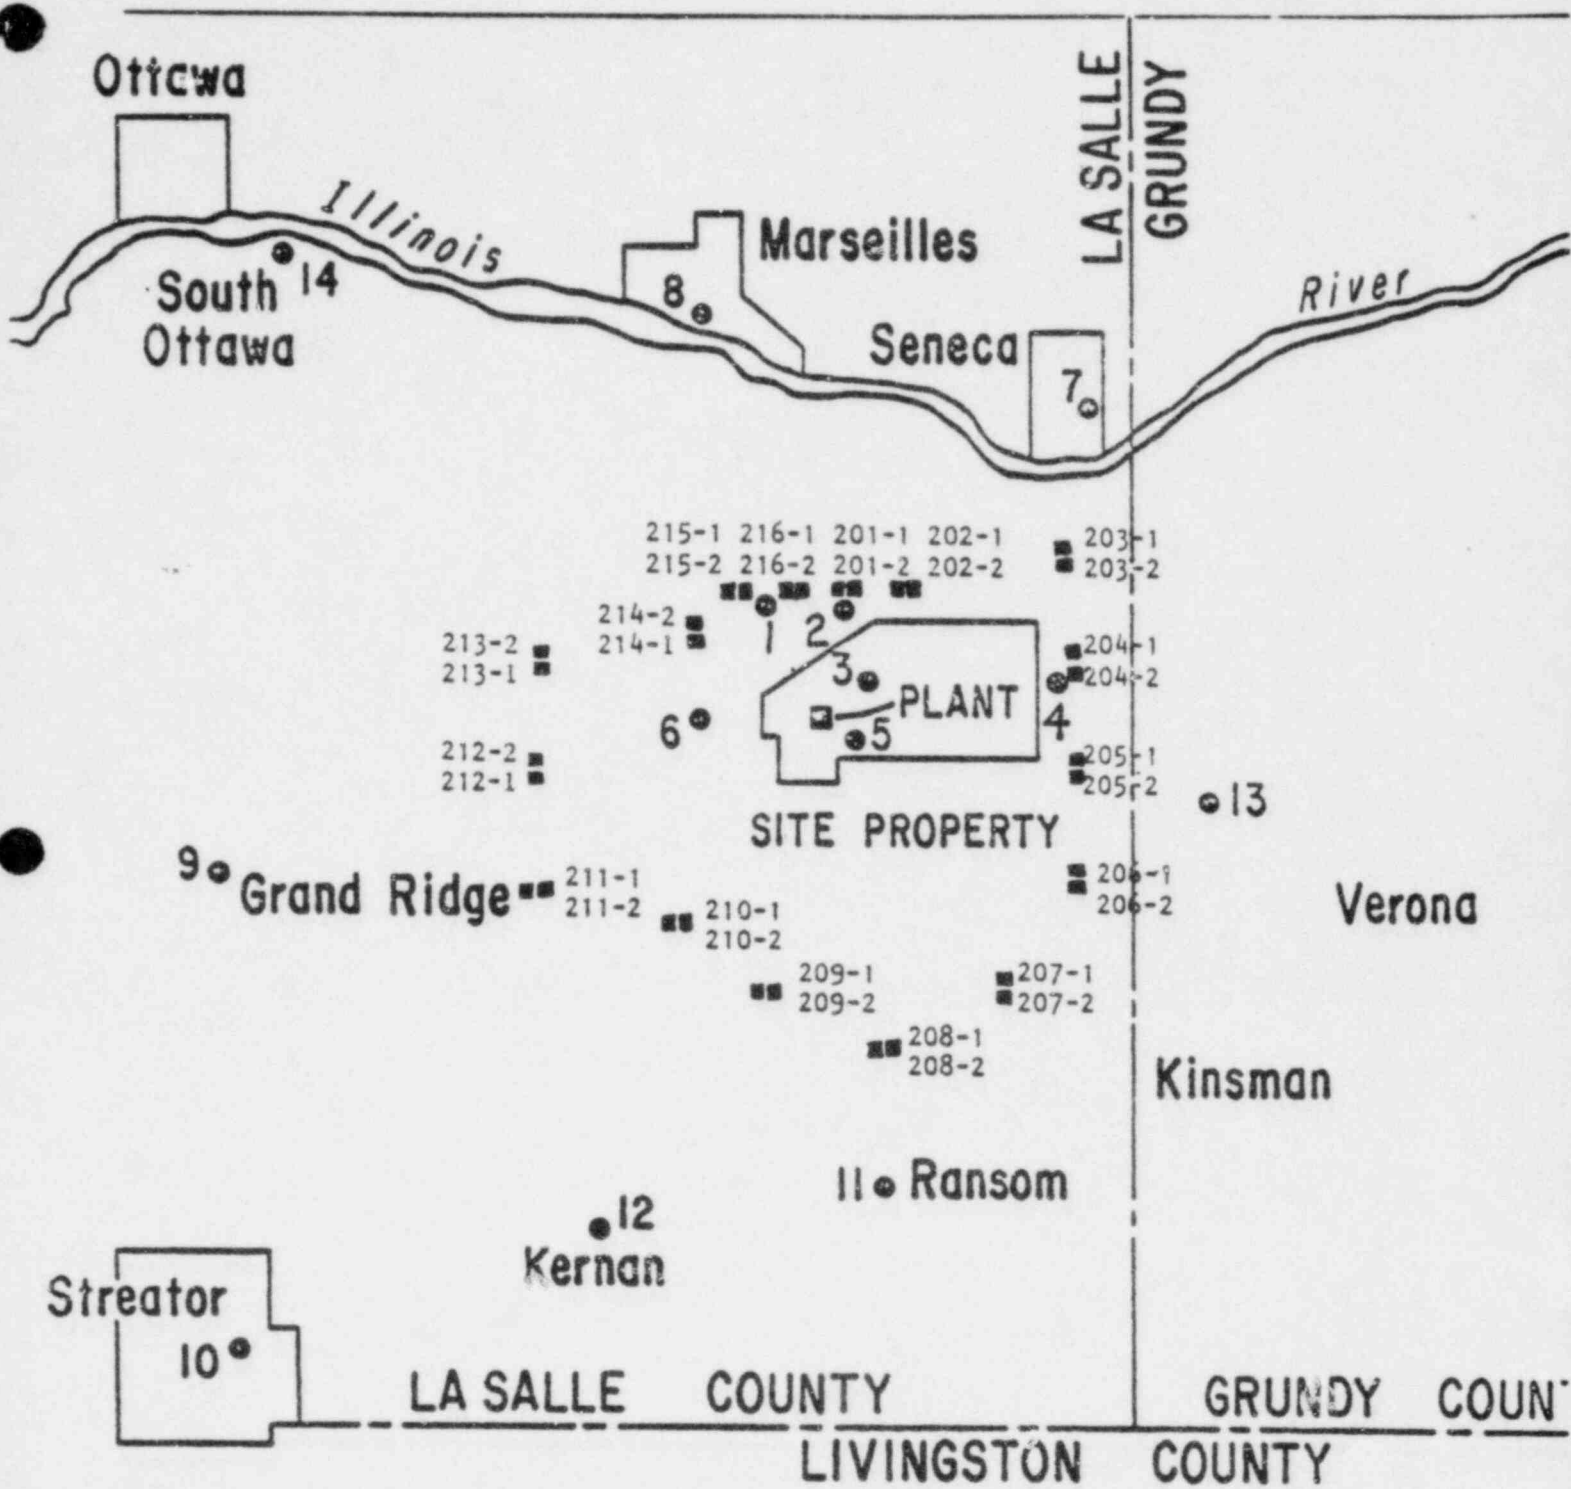 Ottawa
LA SALLE
GRUNDY
Illinois
Marseilles
River
South 14
Ottawa
8
Seneca
7
215-1 216-1 201-1 202-1
215-2 216-2 201-2 202-2
203-1
203-2
214-2
214-1
1
2
213-2
213-1
204-1
204-2
3
PLANT
4
6
5
212-2
212-1
205-1
205-2
13
SITE PROPERTY
9
Grand Ridge
211-1
211-2
206-1
206-2
Verona
210-1
210-2
209-1
209-2
207-1
207-2
208-1
208-2
Kinsman
11 Ransom
12
Kernan
Streator
10
LA SALLE COUNTY
GRUNDY COUNT
LIVINGSTON COUNTY